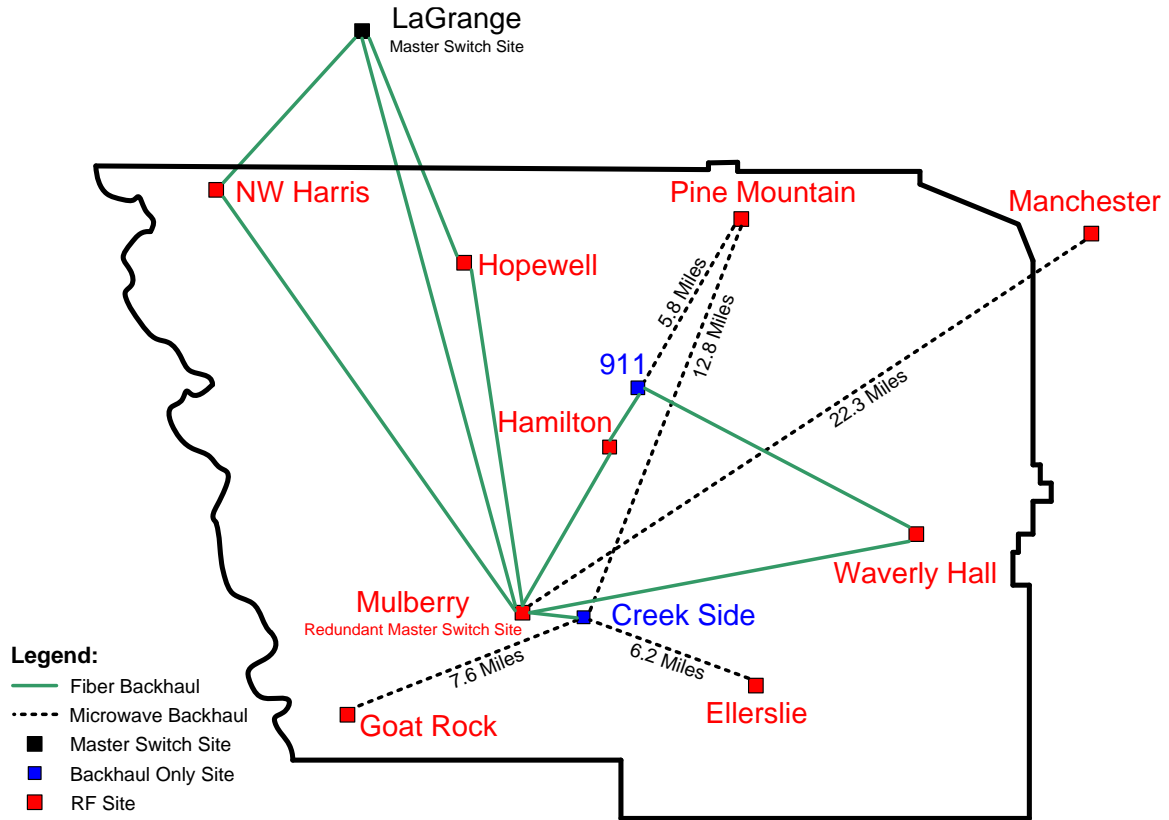 LaGrange
Master Switch Site
NW Harris
Pine Mountain
Manchester
Hopewell
5.8 Miles
12.8 Miles
911
22.3 Miles
Hamilton
Waverly Hall
Mulberry
Redundant Master Switch Site
Creek Side
7.6 Miles
6.2 Miles
Goat Rock
Ellerslie
Legend:
Fiber Backhaul
Microwave Backhaul
Master Switch Site
Backhaul Only Site
RF Site